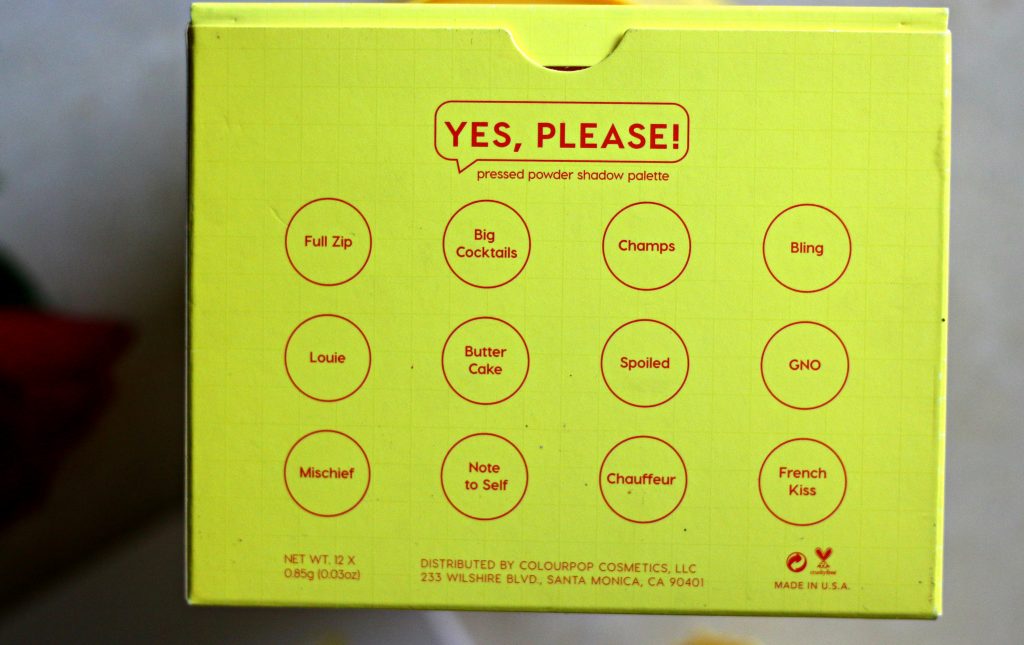 YES, PLEASE!
pressed powder shadow palette
Full Zip
Big
Cocktails
Champs
Bling
Louie
Butter
Cake
Spoiled
GNO
Mischief
Note
to Self
Chauffeur
French
Kiss
NET WT. 12 X
0.85g (0.03oz)
DISTRIBUTED BY COLOURPOP COSMETICS, LLC
233 WILSHIRE BLVD., SANTA MONICA, CA 90401
crueltyfree
MADE IN U.S.A.